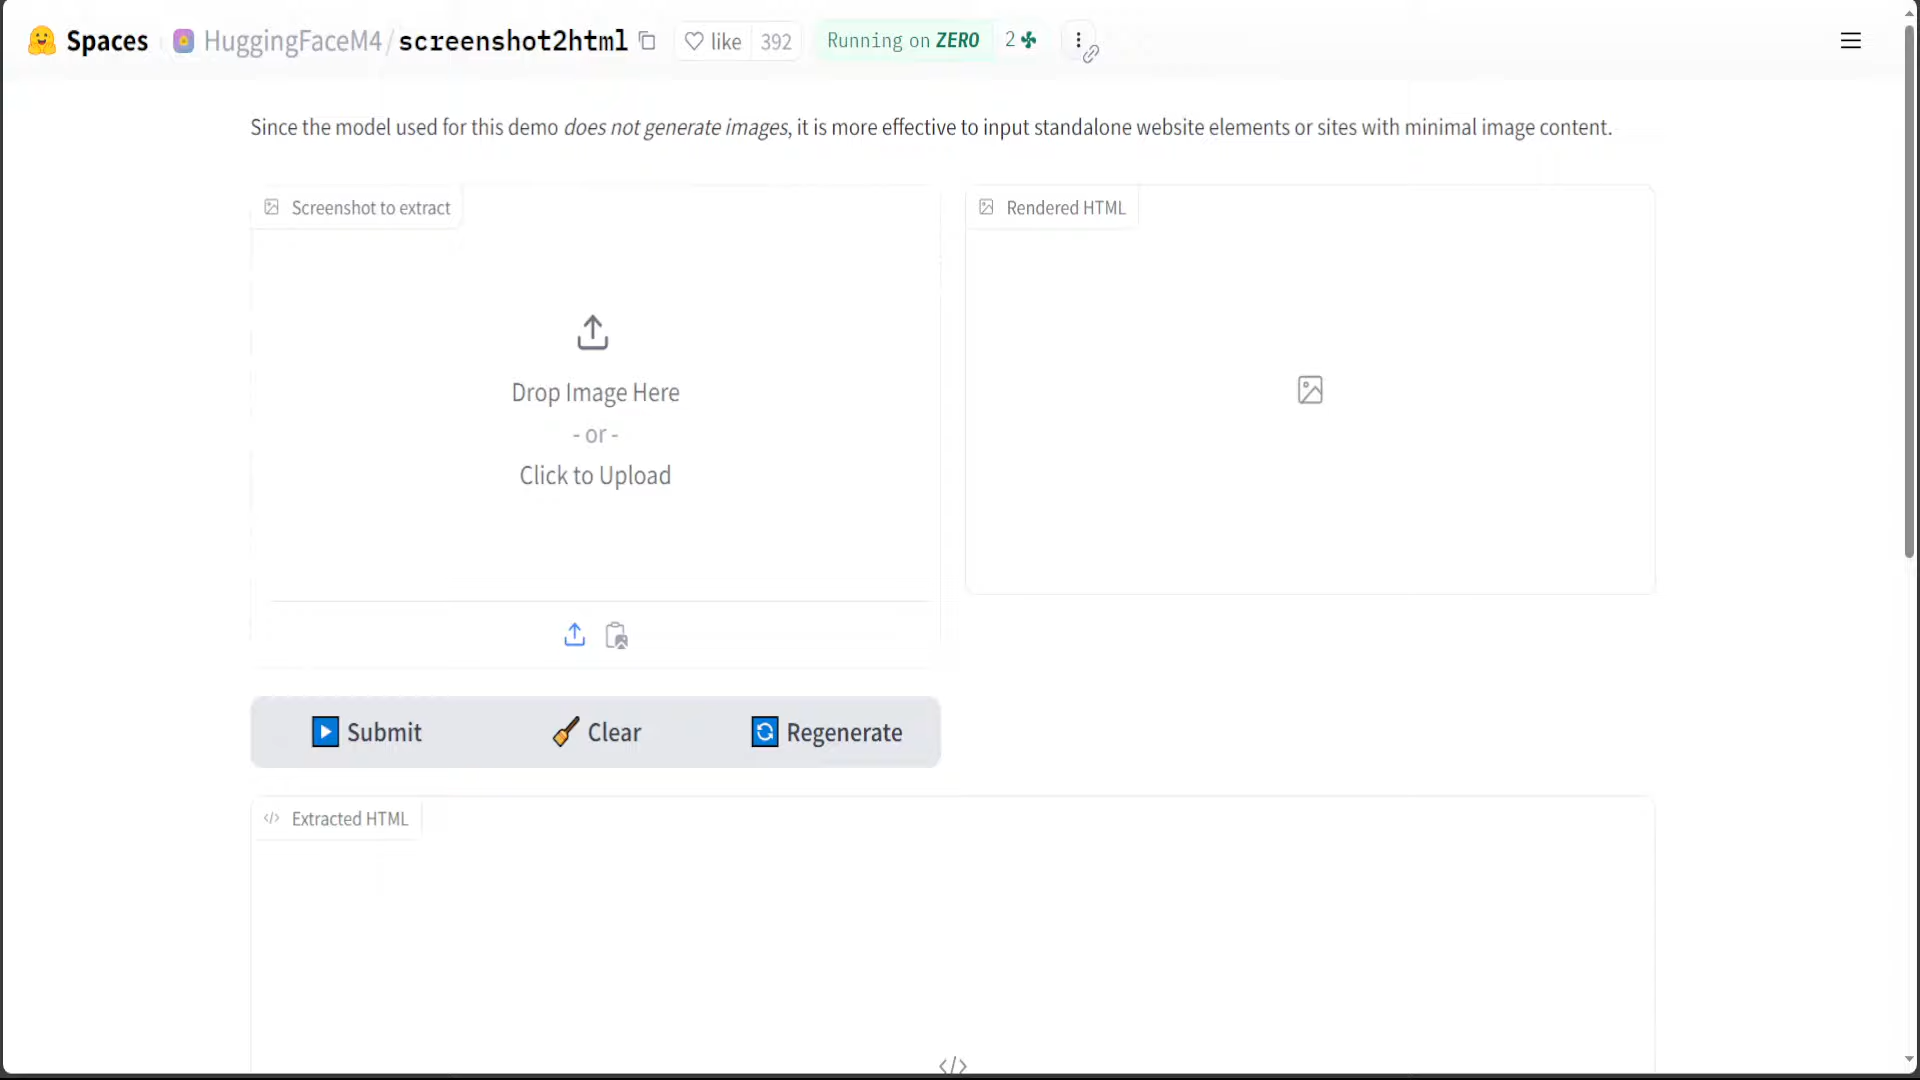 Spaces HuggingFaceM4/screenshot2html like 392 Running on ZERO 2
Since the model used for this demo does not generate images, it is more effective to input standalone website elements or sites with minimal image content.
Screenshot to extract
Rendered HTML
Drop Image Here
- or -
Click to Upload
Submit Clear Regenerate
</> Extracted HTML
</>